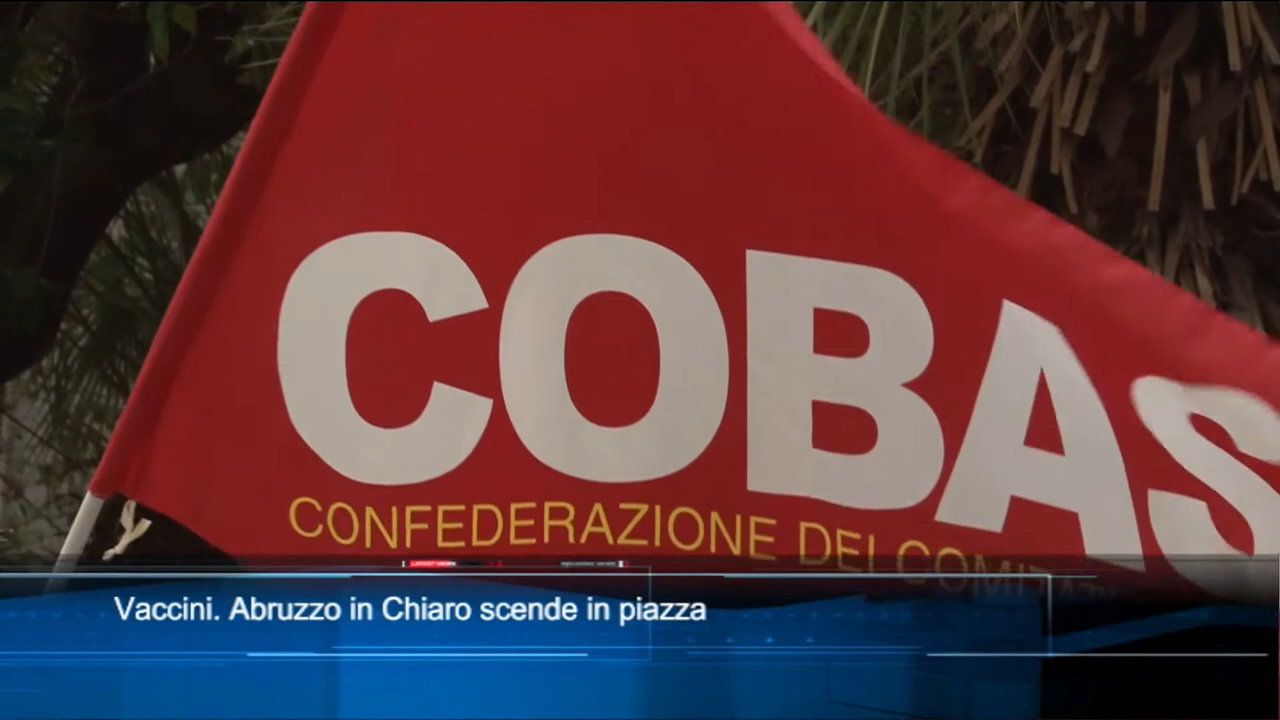 COBAS
CONFEDERAZIONE DEI
Vaccini. Abruzzo in Chiaro scende in piazza